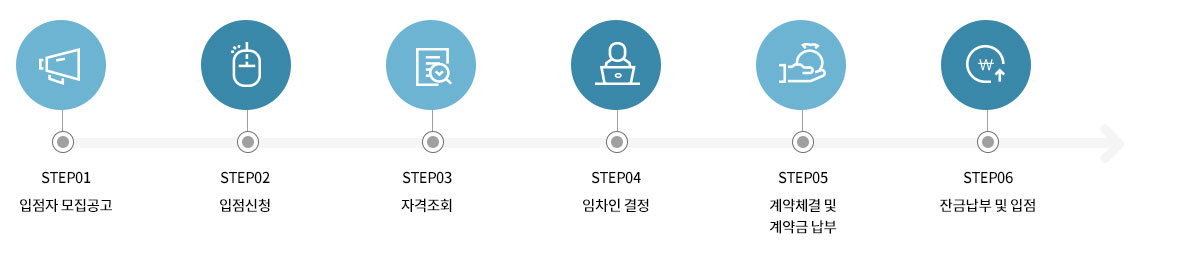 STEP01
입점자 모집공고
STEP02
입점신청
STEP03
자격조회
STEP04
임차인 결정
STEP05
계약체결 및
계약금 납부
STEP06
잔금납부 및 입점